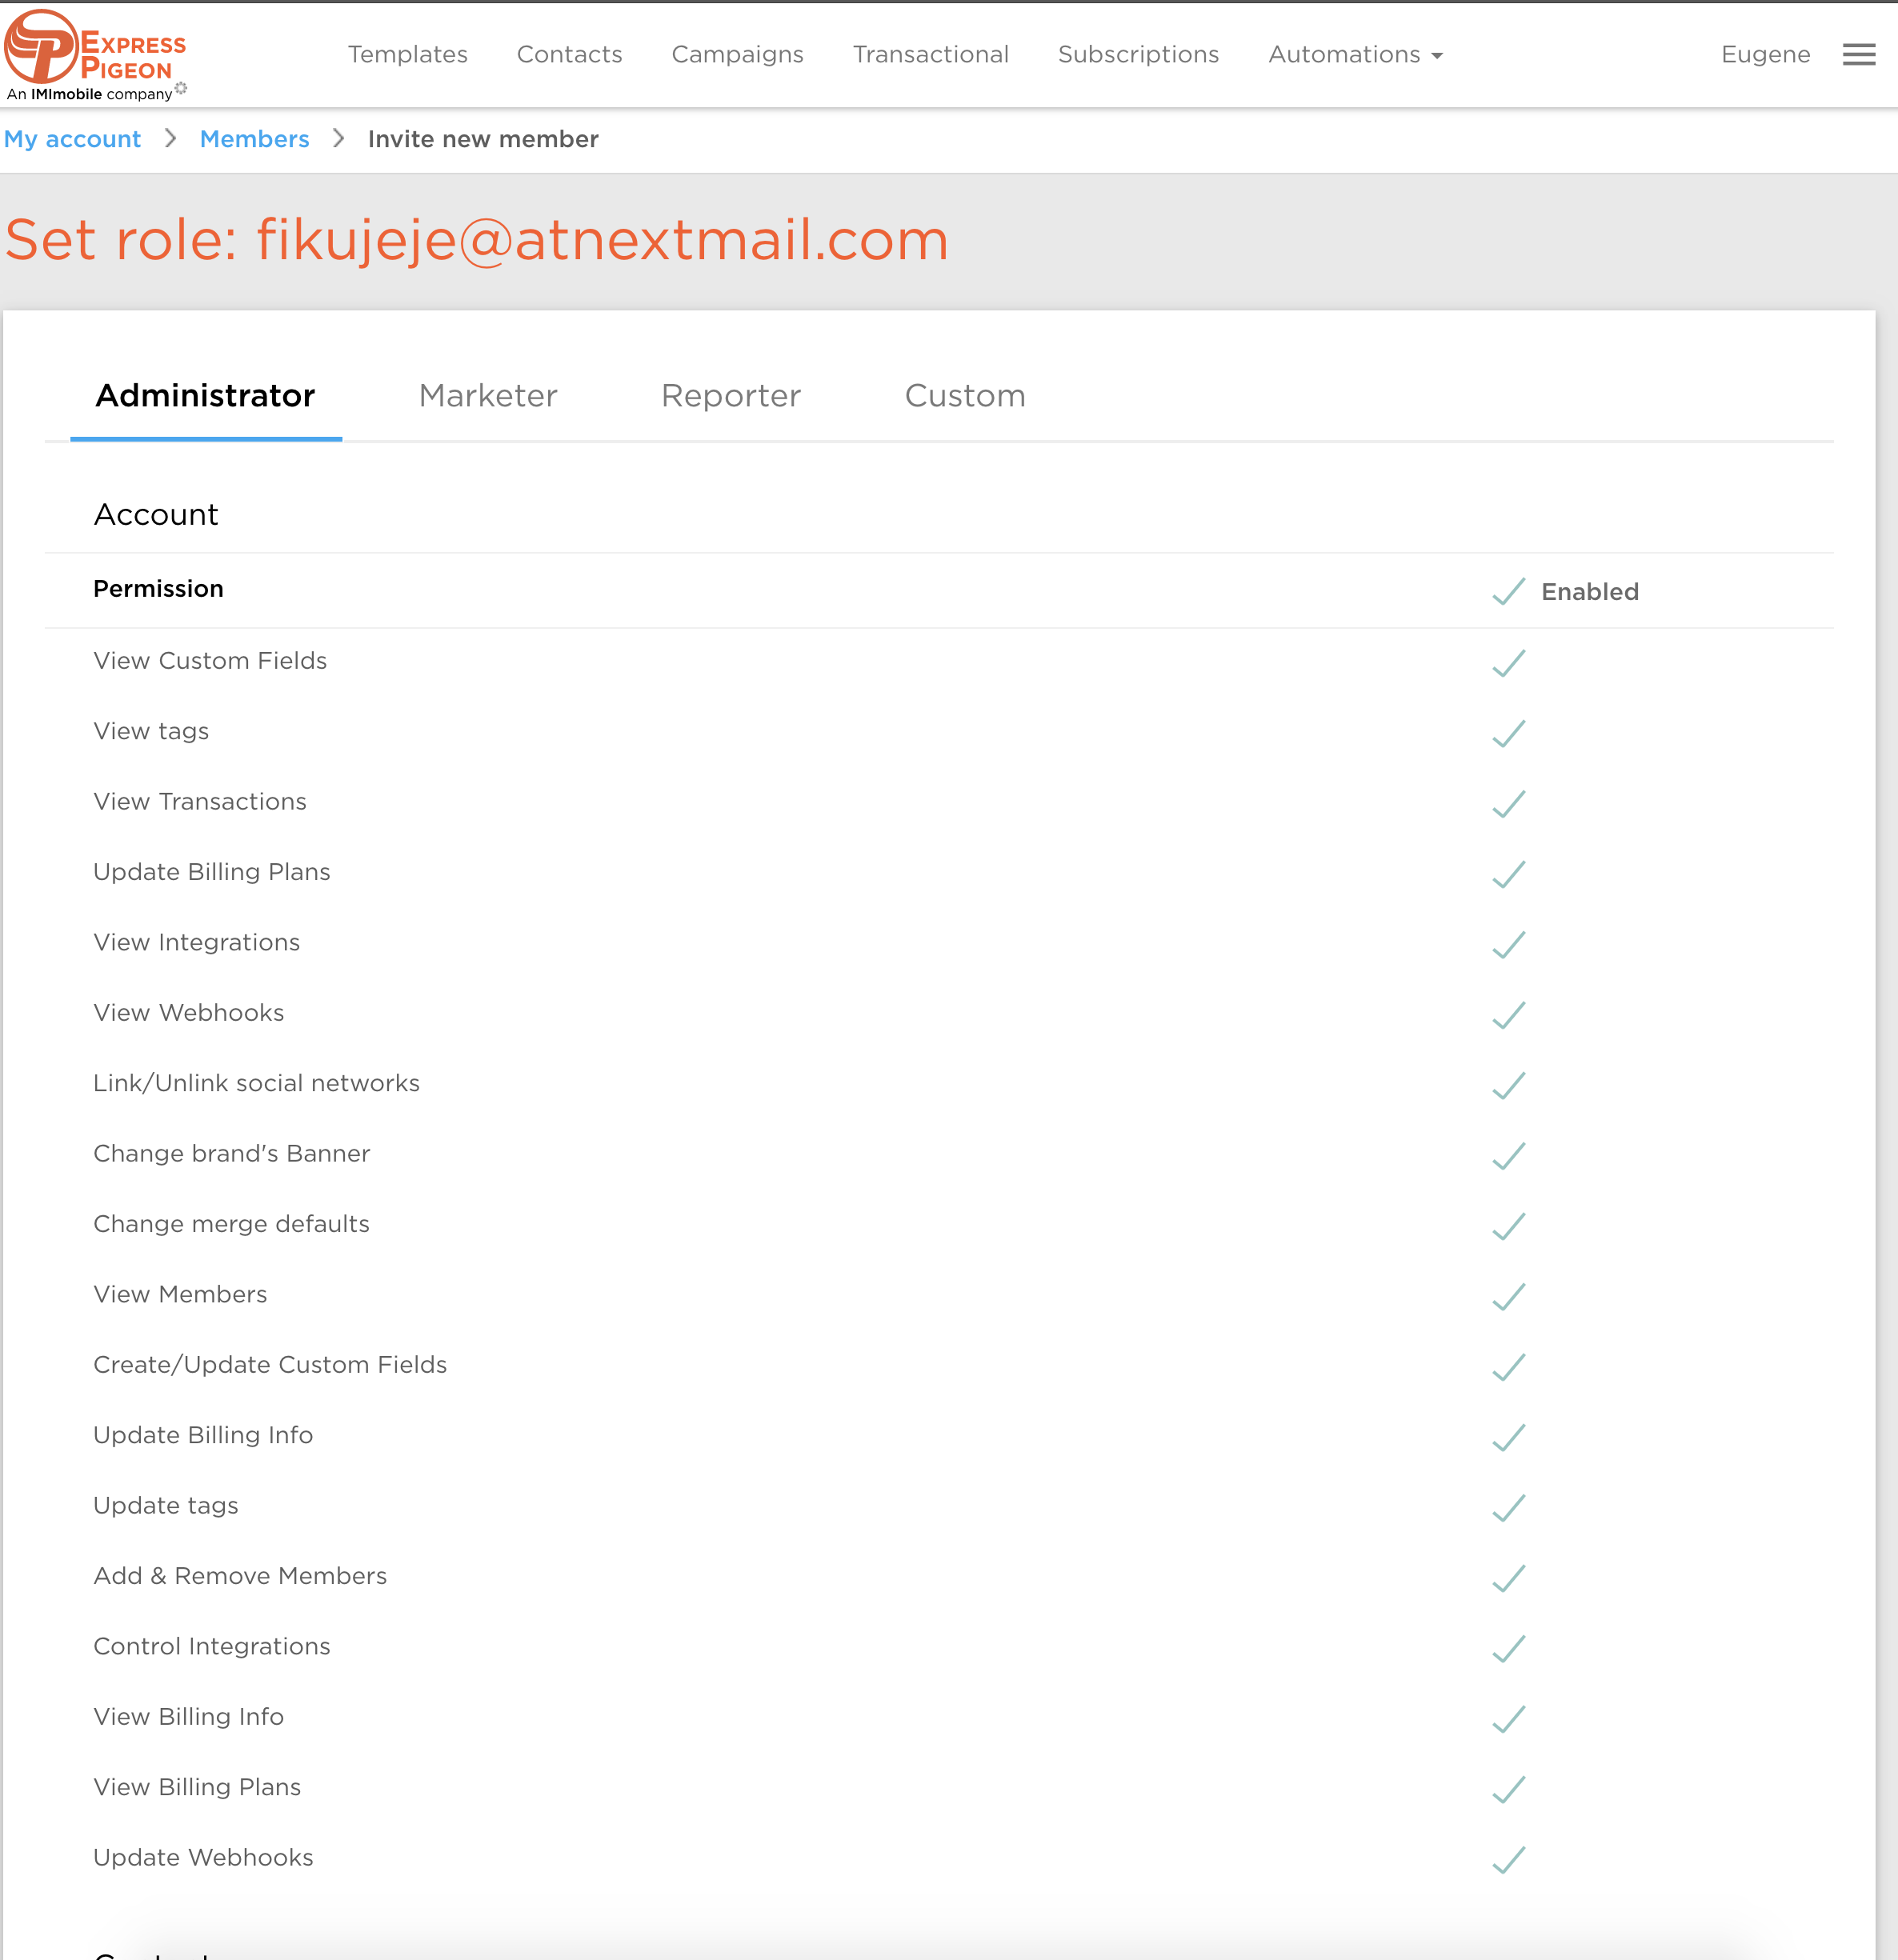 EXPRESS
PIGEON
An IMImobile company
Templates Contacts Campaigns Transactional Subscriptions Automations Eugene
My account Members Invite new member
Set role: fikujeje@atnextmail.com
Administrator Marketer Reporter Custom
Account
Permission Enabled
View Custom Fields
View tags
View Transactions
Update Billing Plans
View Integrations
View Webhooks
Link/Unlink social networks
Change brand's Banner
Change merge defaults
View Members
Create/Update Custom Fields
Update Billing Info
Update tags
Add & Remove Members
Control Integrations
View Billing Info
View Billing Plans
Update Webhooks